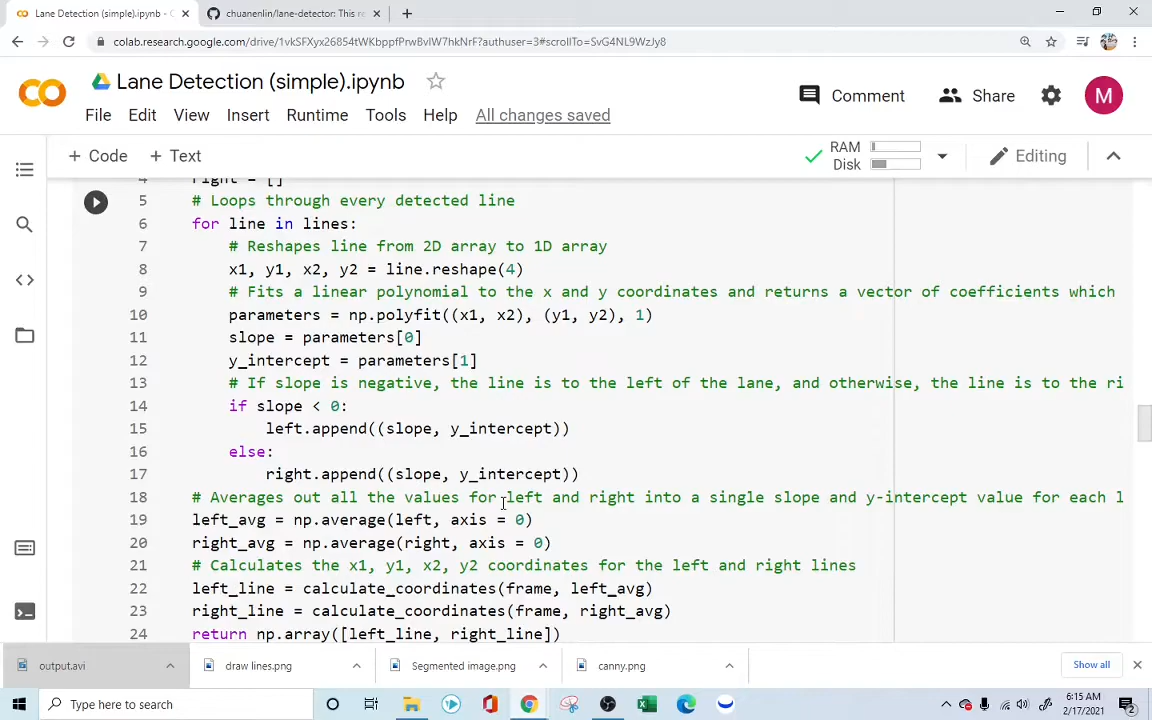 Lane Detection (simple).ipynb - C
chuanenlin/lane-detector: This re
colab.research.google.com/drive/1vkSFXyx26854tWKbppfPrwBvIW7hkNrF?authuser=3#scrollTo=SvG4NL9WzJy8
Lane Detection (simple).ipynb
Comment
Share
M
File Edit View Insert Runtime Tools Help All changes saved
+ Code + Text
RAM
Disk
Editing
4 right = []
5 # Loops through every detected line
6 for line in lines:
7 # Reshapes line from 2D array to 1D array
8 x1, y1, x2, y2 = line.reshape(4)
9 # Fits a linear polynomial to the x and y coordinates and returns a vector of coefficients which
10 parameters = np.polyfit((x1, x2), (y1, y2), 1)
11 slope = parameters[0]
12 y_intercept = parameters[1]
13 # If slope is negative, the line is to the left of the lane, and otherwise, the line is to the ri
14 if slope < 0:
15 left.append((slope, y_intercept))
16 else:
17 right.append((slope, y_intercept))
18 # Averages out all the values for left and right into a single slope and y-intercept value for each l
19 left_avg = np.average(left, axis = 0)
20 right_avg = np.average(right, axis = 0)
21 # Calculates the x1, y1, x2, y2 coordinates for the left and right lines
22 left_line = calculate_coordinates(frame, left_avg)
23 right_line = calculate_coordinates(frame, right_avg)
24 return np.array([left_line, right_line])
output.avi
draw lines.png
Segmented image.png
canny.png
Show all
Type here to search
6:15 AM
2/17/2021
2